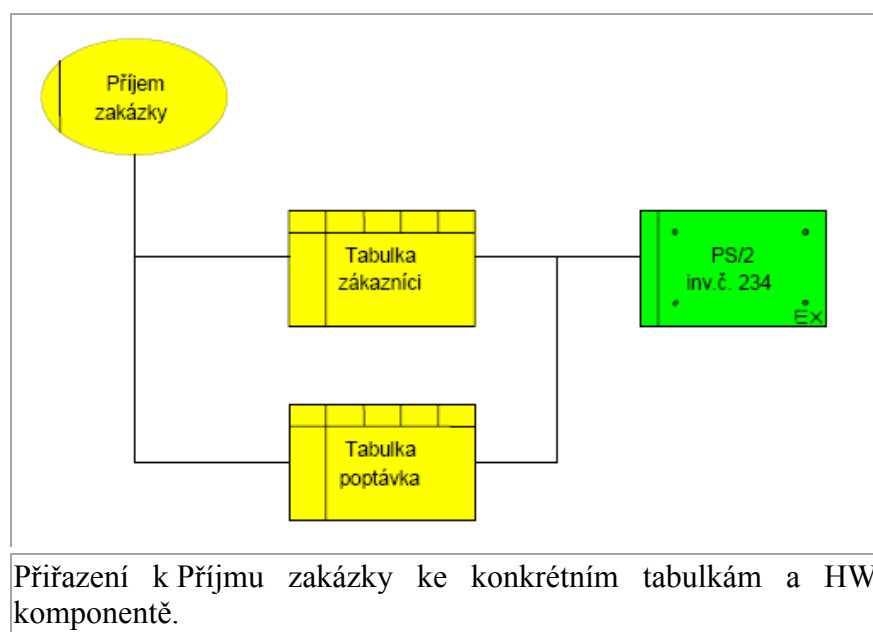 Příjem
zakázky
Tabulka
zákazníci
PS/2
inv.č. 234
EX
Tabulka
poptávka
Přiřazení k Příjmu zakázky ke konkrétním tabulkám a HW
komponentě.